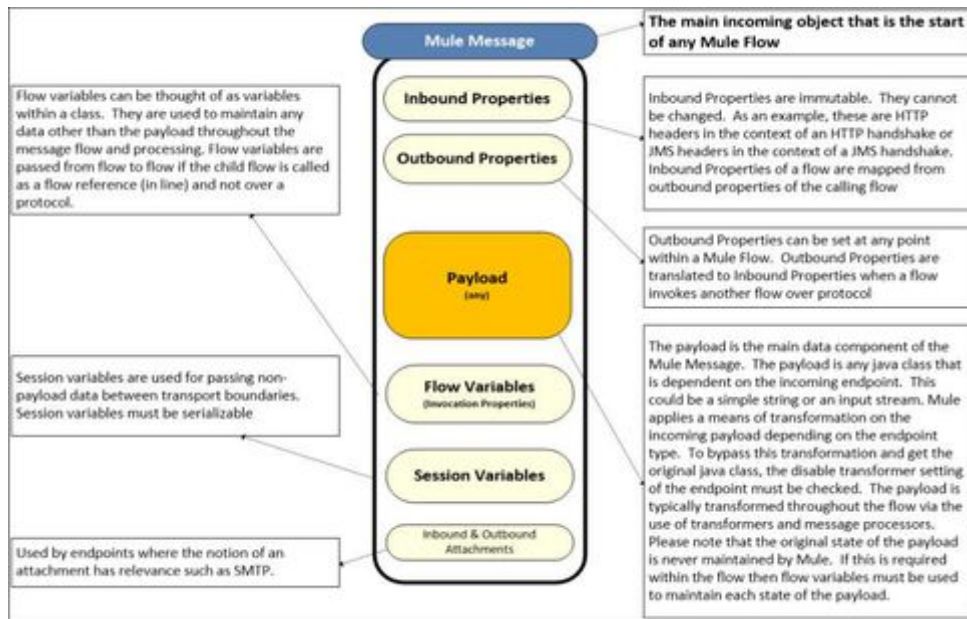 Mule Message
The main incoming object that is the start
of any Mule Flow
Flow variables can be thought of as variables
within a class. They are used to maintain any
data other than the payload throughout the
message flow and processing. Flow variables are
passed from flow to flow if the child flow is called
as a flow reference (in line) and not over a
protocol.
Inbound Properties
Outbound Properties
Inbound Properties are immutable. They cannot
be changed. As an example, these are HTTP
headers in the context of an HTTP handshake or
JMS headers in the context of a JMS handshake.
Inbound Properties of a flow are mapped from
outbound properties of the calling flow
Outbound Properties can be set at any point
within a Mule Flow. Outbound Properties are
translated to Inbound Properties when a flow
invokes another flow over protocol
Payload
(any)
The payload is the main data component of the
Mule Message. The payload is any java class that
is dependent on the incoming endpoint. This
could be a simple string or an input stream. Mule
applies a means of transformation on the
incoming payload depending on the endpoint
type. To bypass this transformation and get the
original java class, the disable transformer setting
of the endpoint must be checked. The payload is
typically transformed throughout the flow via the
use of transformers and message processors.
Please note that the original state of the payload
is never maintained by Mule. If this is required
within the flow then flow variables must be used
to maintain each state of the payload.
Session variables are used for passing non-
payload data between transport boundaries.
Session variables must be serializable
Flow Variables
(Invocation Properties)
Session Variables
Inbound & Outbound
Attachments
Used by endpoints where the notion of an
attachment has relevance such as SMTP.